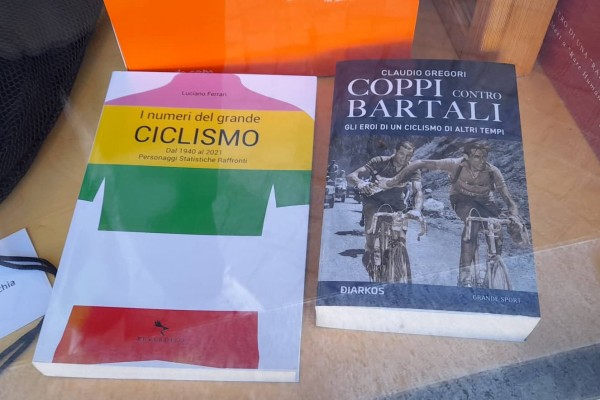 Luciano Ferrari
I numeri del grande
CICLISMO
Dal 1940 al 2021
Personaggi Statistiche Raffronti
CLAUDIO GREGORI
COPPI CONTRO
BARTALI
GLI EROI DI UN CICLISMO DI ALTRI TEMPI
DIARKOS
GRANDE SPORT
chia